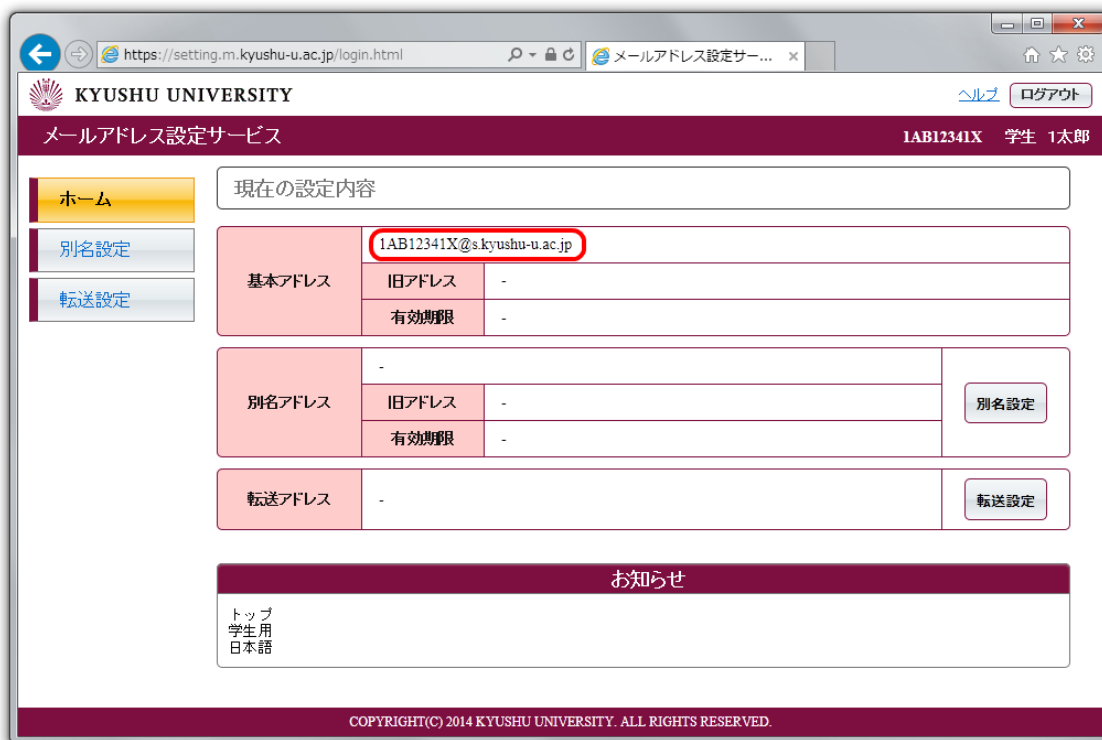 https://setting.m.kyushu-u.ac.jp/login.html
メールアドレス設定サー...
KYUSHU UNIVERSITY
ヘルプ ログアウト
メールアドレス設定サービス
1AB12341X 学生 1太郎
ホーム
別名設定
転送設定
現在の設定内容
基本アドレス
1AB12341X@s.kyushu-u.ac.jp
旧アドレス -
有効期限 -
別名アドレス
-
旧アドレス -
有効期限 -
別名設定
転送アドレス -
転送設定
お知らせ
トップ
学生用
日本語
COPYRIGHT(C) 2014 KYUSHU UNIVERSITY. ALL RIGHTS RESERVED.